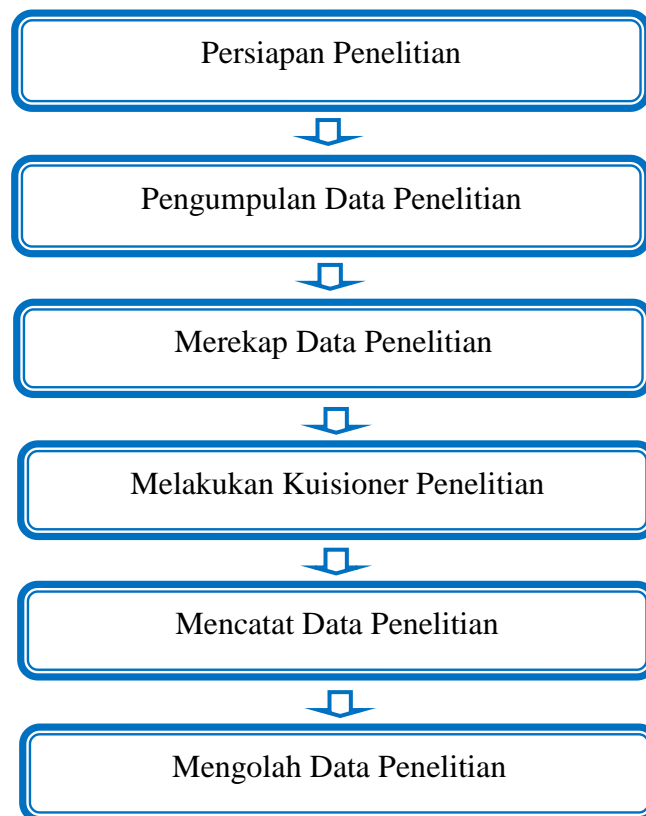 Persiapan Penelitian
Pengumpulan Data Penelitian
Merekap Data Penelitian
Melakukan Kuisioner Penelitian
Mencatat Data Penelitian
Mengolah Data Penelitian